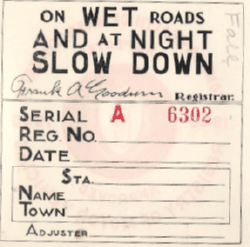 ON WET ROADS
AND AT NIGHT
SLOW DOWN
Fall
Frank A Goodwin Registrar.
SERIAL A 6302
REG. NO.
DATE
STA.
NAME
TOWN
ADJUSTER